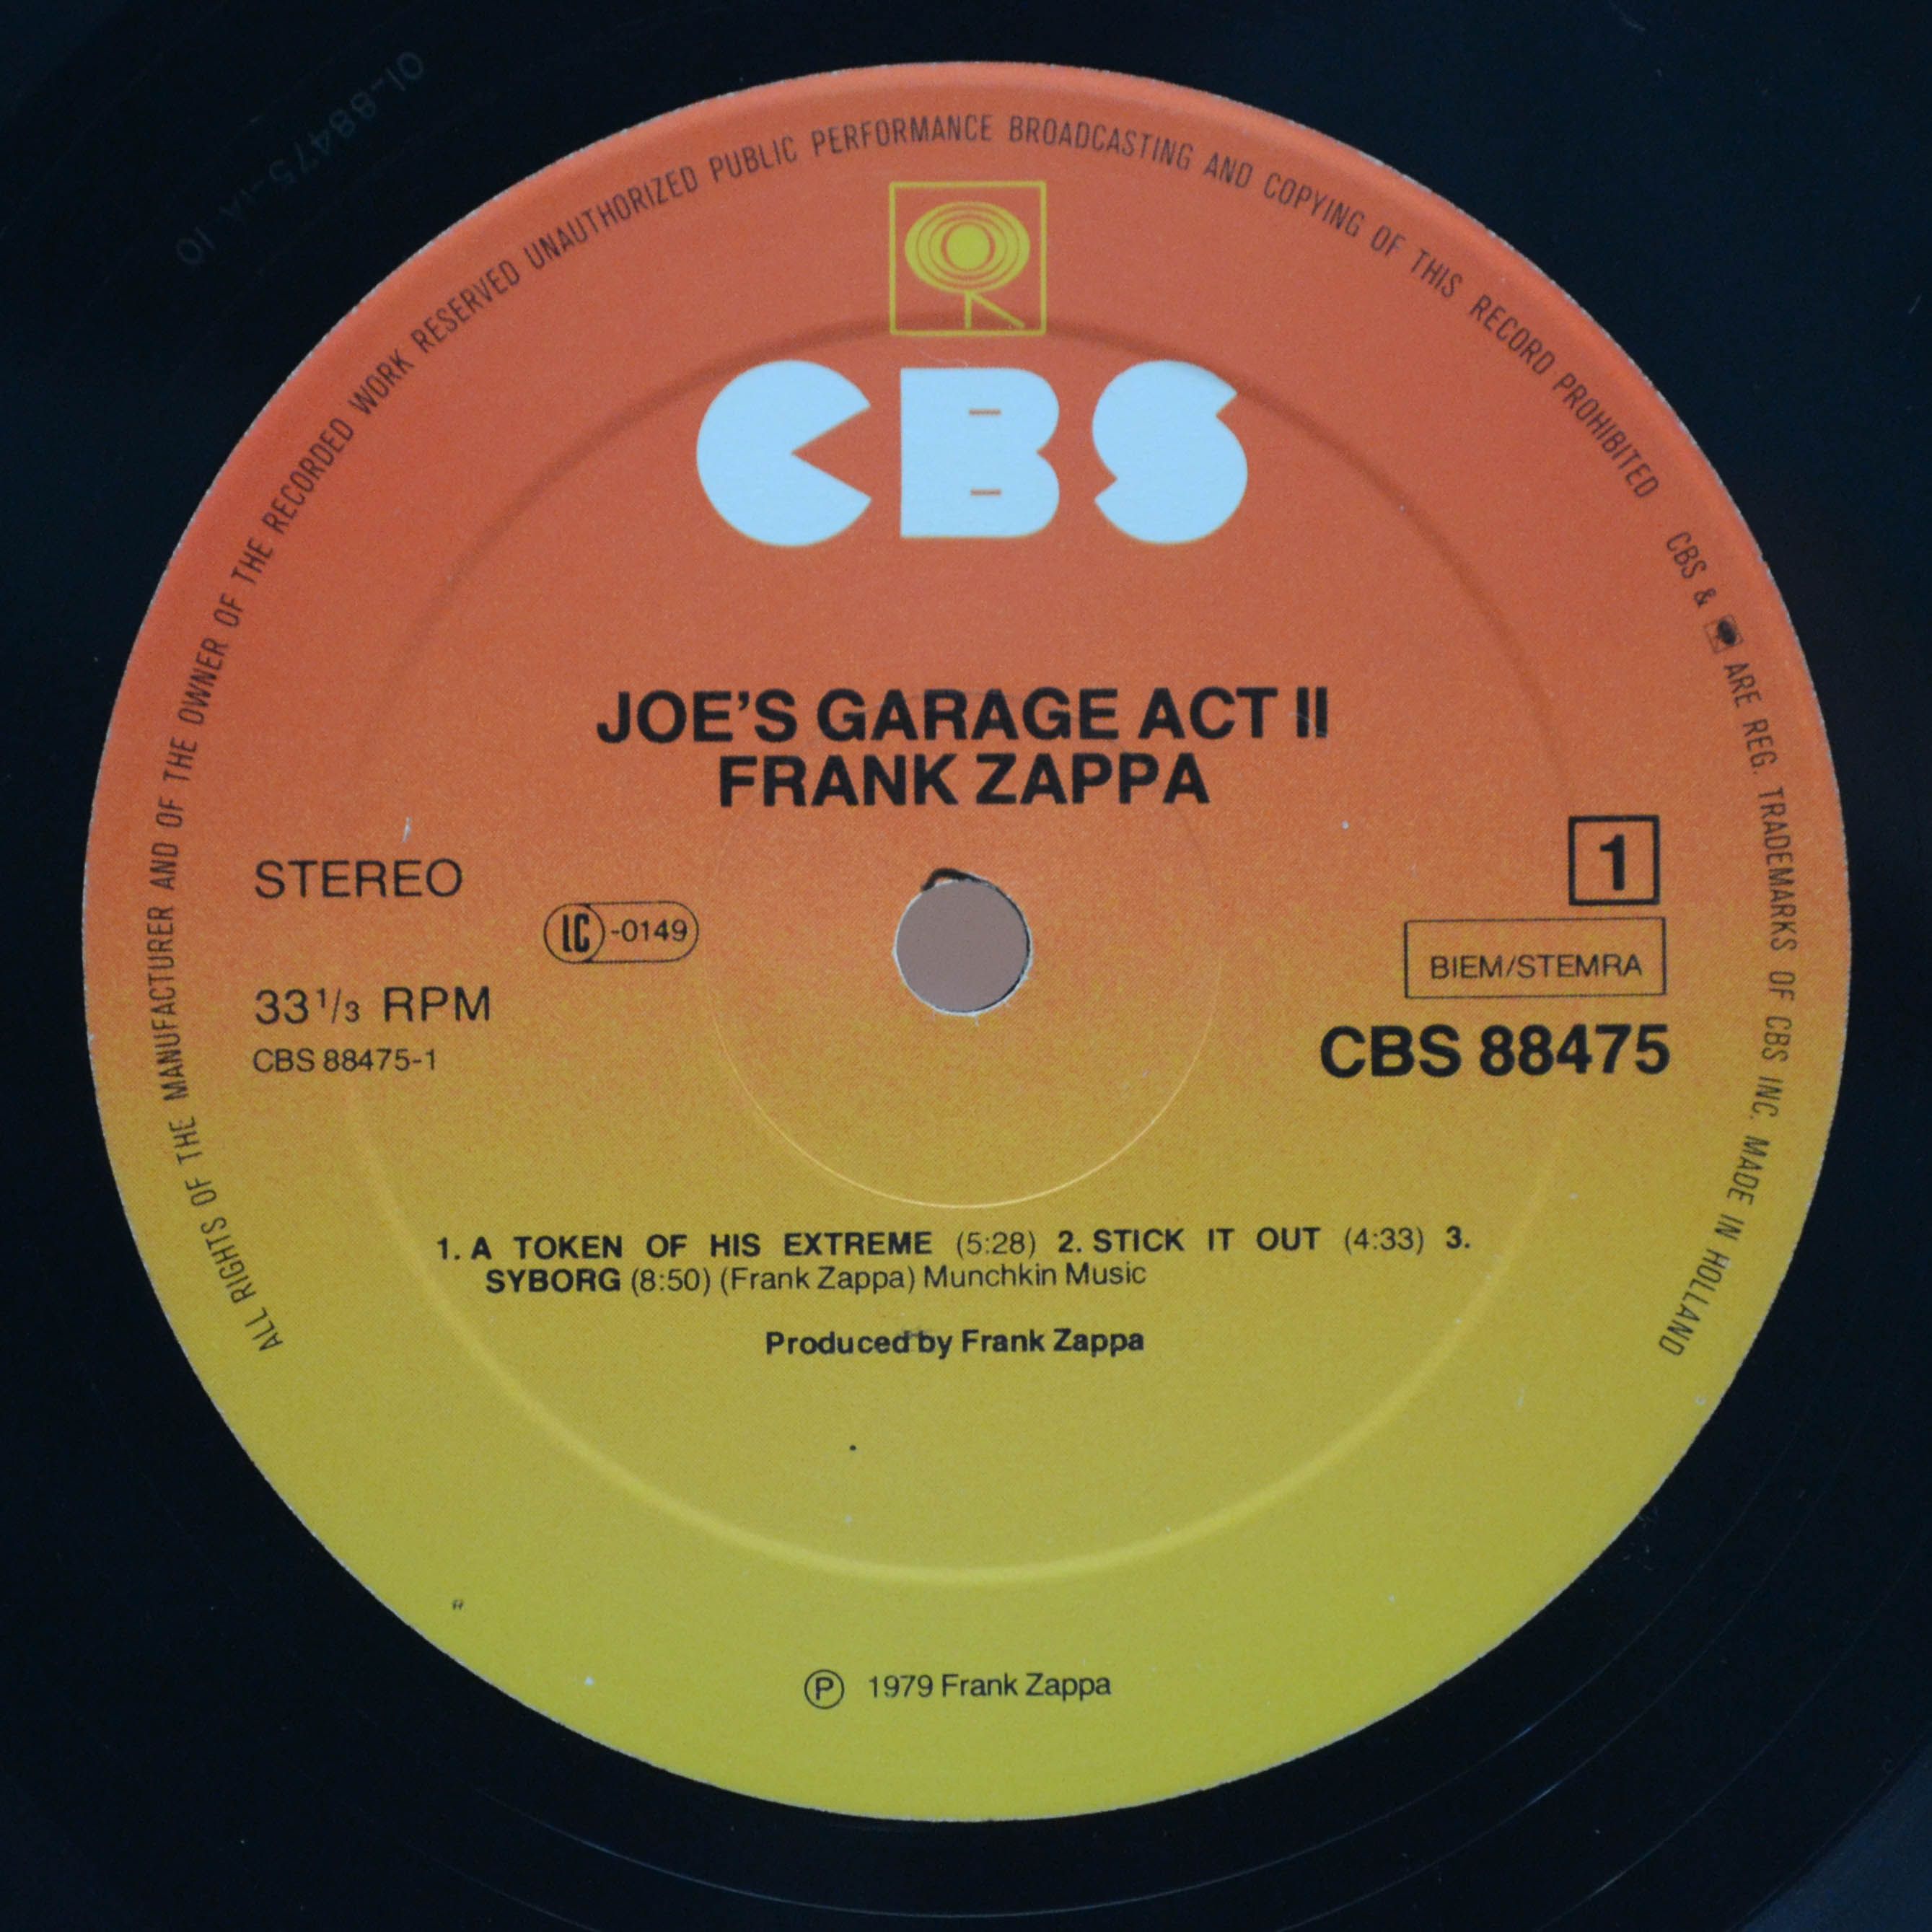 01-88475-1A 10
ALL RIGHTS OF THE MANUFACTURER AND OF THE OWNER OF THE RECORDED WORK RESERVED UNAUTHORIZED PUBLIC PERFORMANCE BROADCASTING AND COPYING OF THIS RECORD PROHIBITED CBS & ARE REG. TRADEMARKS OF CBS INC. MADE IN HOLLAND
CBS
JOE'S GARAGE ACT II
FRANK ZAPPA
STEREO
1
LC -0149
BIEM/STEMRA
33 1/3 RPM
CBS 88475-1
CBS 88475
1. A TOKEN OF HIS EXTREME (5:28) 2. STICK IT OUT (4:33) 3.
SYBORG (8:50) (Frank Zappa) Munchkin Music
Produced by Frank Zappa
Ⓟ 1979 Frank Zappa